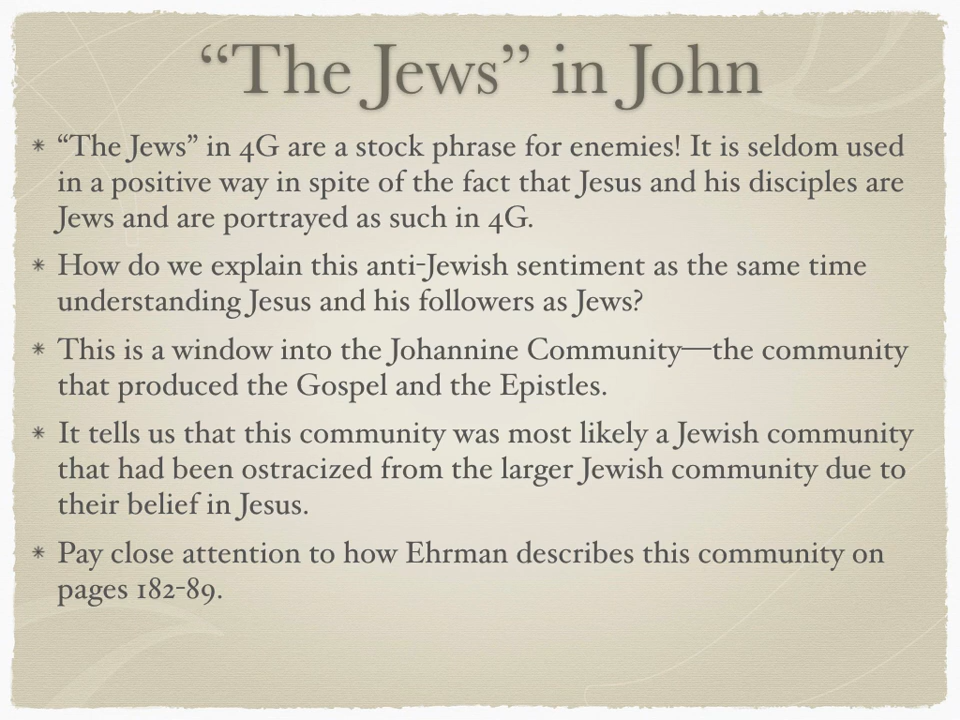 “The Jews” in John
* “The Jews” in 4G are a stock phrase for enemies! It is seldom used
in a positive way in spite of the fact that Jesus and his disciples are
Jews and are portrayed as such in 4G.
* How do we explain this anti-Jewish sentiment as the same time
understanding Jesus and his followers as Jews?
* This is a window into the Johannine Community—the community
that produced the Gospel and the Epistles.
* It tells us that this community was most likely a Jewish community
that had been ostracized from the larger Jewish community due to
their belief in Jesus.
* Pay close attention to how Ehrman describes this community on
pages 182-89.